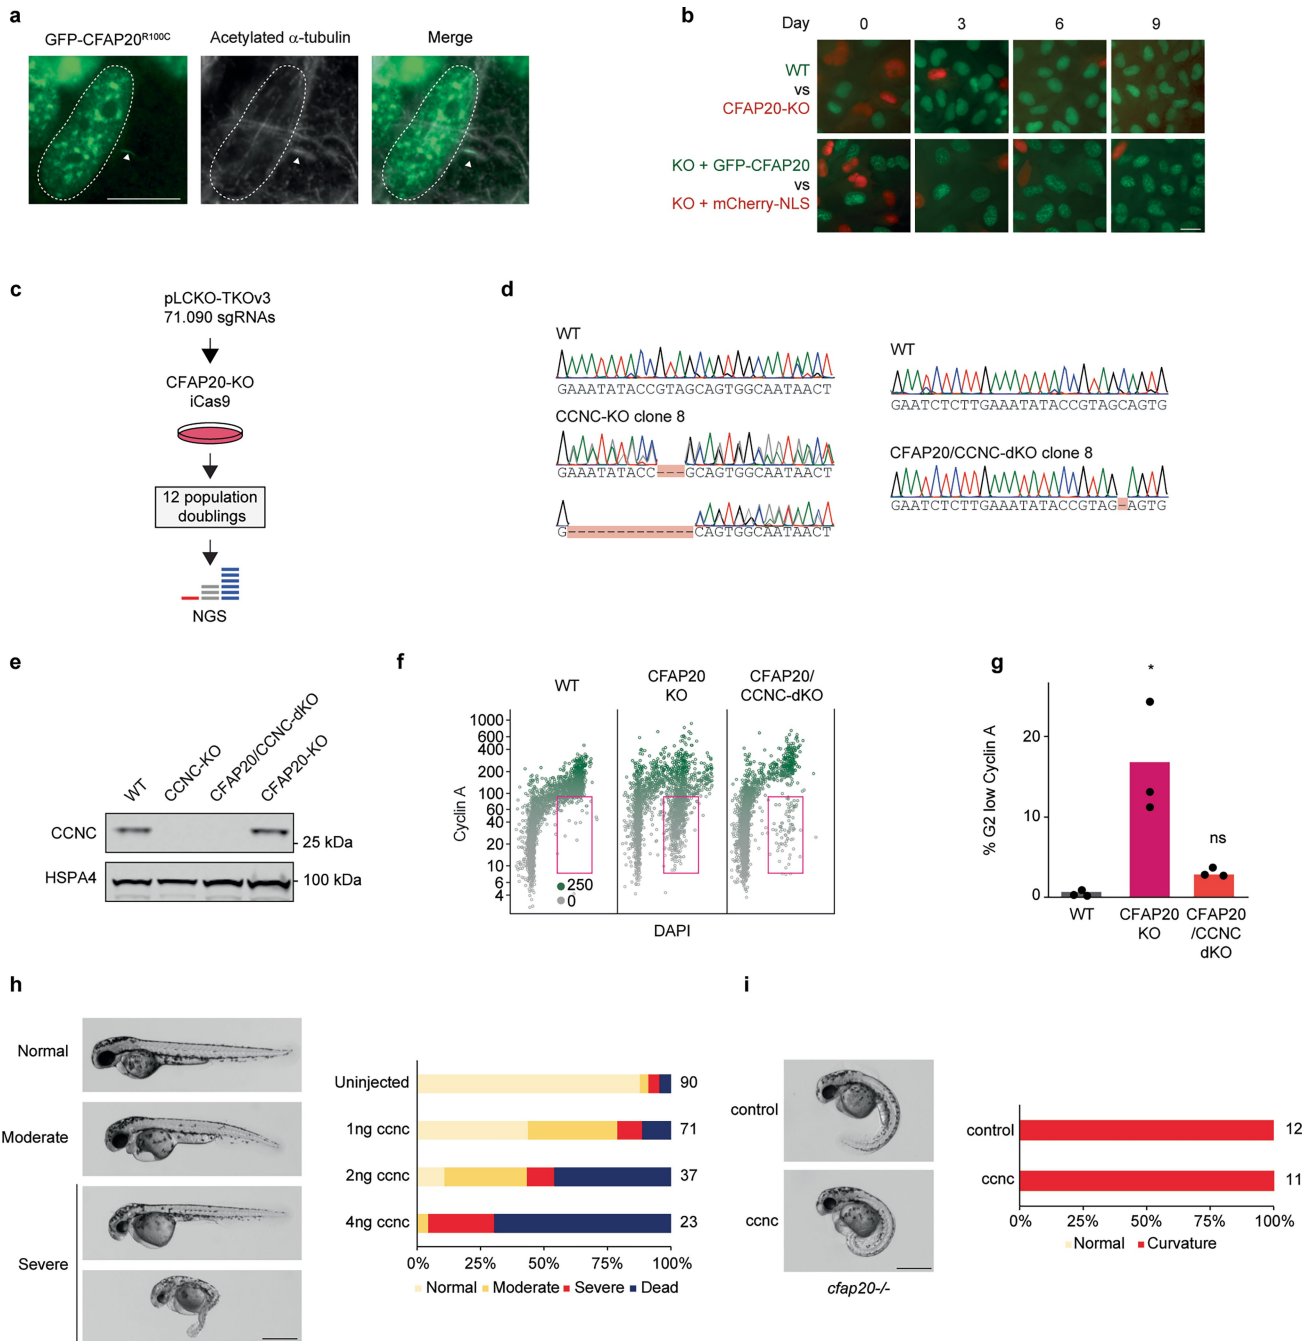 a
GFP-CFAP20R100C
Acetylated α-tubulin
Merge
b
Day 0 3 6 9
WT
vs
CFAP20-KO
KO + GFP-CFAP20
vs
KO + mCherry-NLS
c
pLCKO-TKOv3
71.090 sgRNAs
CFAP20-KO
iCas9
12 population
doublings
NGS
d
WT
GAAATATACCGTAGCAGTGGCAATAACT
CCNC-KO clone 8
GAAATATACC---GCAGTGGCAATAACT
G-------------CAGTGGCAATAACT
WT
GAATCTCTTGAAATATACCGTAGCAGTG
CFAP20/CCNC-dKO clone 8
GAATCTCTTGAAATATACCGTAG-AGTG
e
WT
CCNC-KO
CFAP20/CCNC-dKO
CFAP20-KO
CCNC
25 kDa
HSPA4
100 kDa
f
WT
CFAP20
KO
CFAP20/
CCNC-dKO
Cyclin A
1000
600
400
200
100
60
40
20
10
6
4
250
0
DAPI
g
*
ns
% G2 low Cyclin A
20
10
0
WT
CFAP20
KO
CFAP20
/CCNC
dKO
h
Normal
Moderate
Severe
Uninjected 90
1ng ccnc 71
2ng ccnc 37
4ng ccnc 23
0% 25% 50% 75% 100%
Normal Moderate Severe Dead
i
control
ccnc
cfap20-/-
control 12
ccnc 11
0% 25% 50% 75% 100%
Normal Curvature